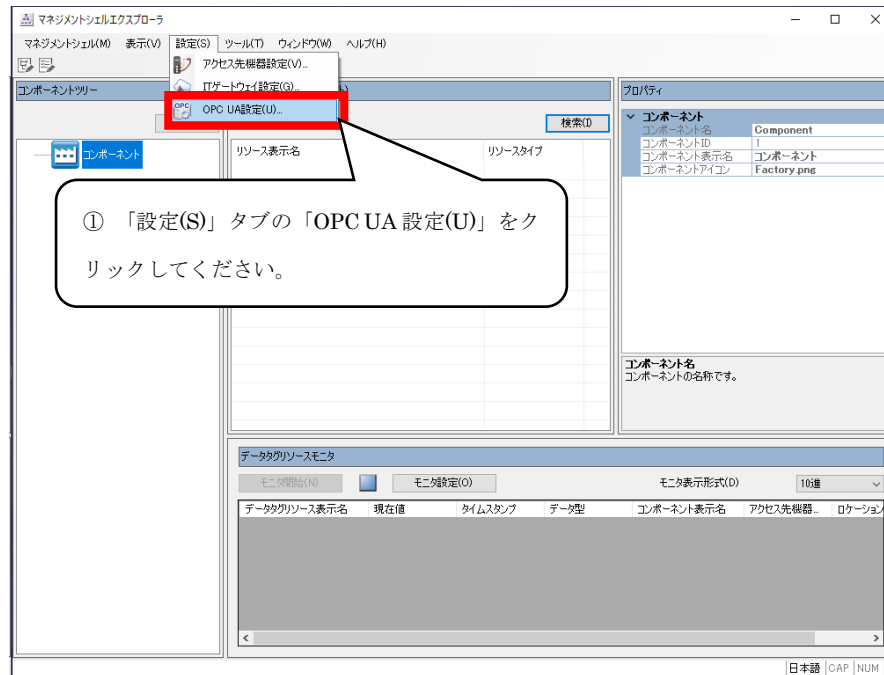 マネジメントシェルエクスプローラ
マネジメントシェル(M) 表示(V) 設定(S) ツール(T) ウィンドウ(W) ヘルプ(H)
アクセス先機器設定(V)...
ITゲートウェイ設定(G)...
OPC UA設定(U)...
コンポーネントツリー
検索(I)
コンポーネント
リソース表示名 リソースタイプ
① 「設定(S)」タブの「OPC UA 設定(U)」をク
リックしてください。
プロパティ
コンポーネント
コンポーネント名 Component
コンポーネントID 1
コンポーネント表示名 コンポーネント
コンポーネントアイコン Factory.png
コンポーネント名
コンポーネントの名称です。
データタグリソースモニタ
モニタ開始(N) モニタ設定(O) モニタ表示形式(D) 10進
データタグリソース表示名 現在値 タイムスタンプ データ型 コンポーネント表示名 アクセス先機器... ロケーション
日本語 CAP NUM